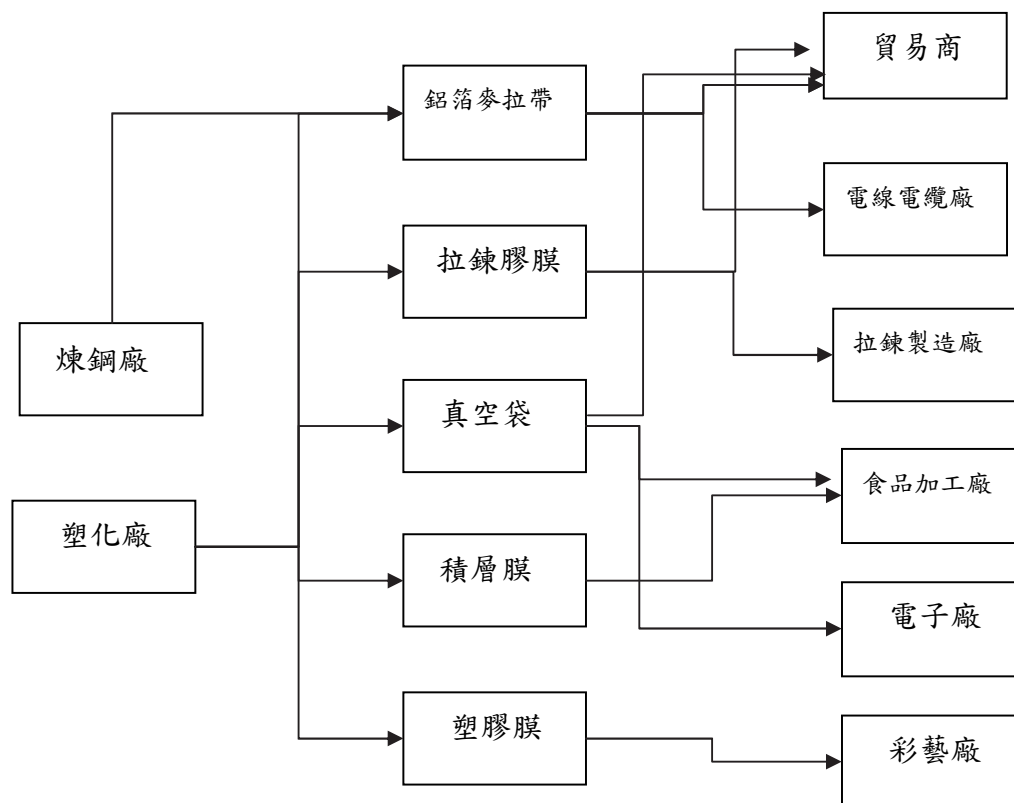 貿易商
鋁箔麥拉帶
電線電纜廠
拉鍊膠膜
煉鋼廠
拉鍊製造廠
真空袋
食品加工廠
塑化廠
積層膜
電子廠
塑膠膜
彩藝廠